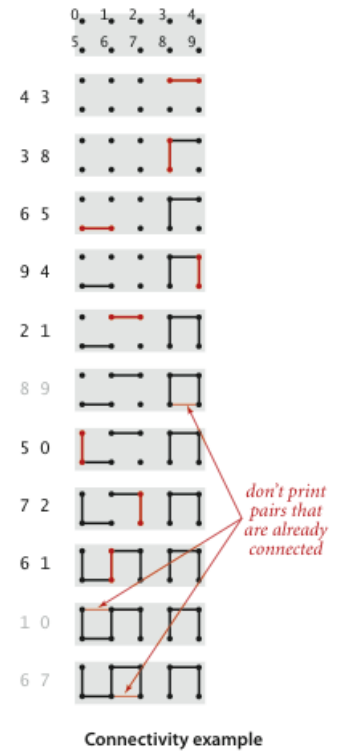 0 1 2 3 4
5 6 7 8 9
4 3
3 8
6 5
9 4
2 1
8 9
5 0
don't print
pairs that
are already
connected
7 2
6 1
1 0
6 7
Connectivity example